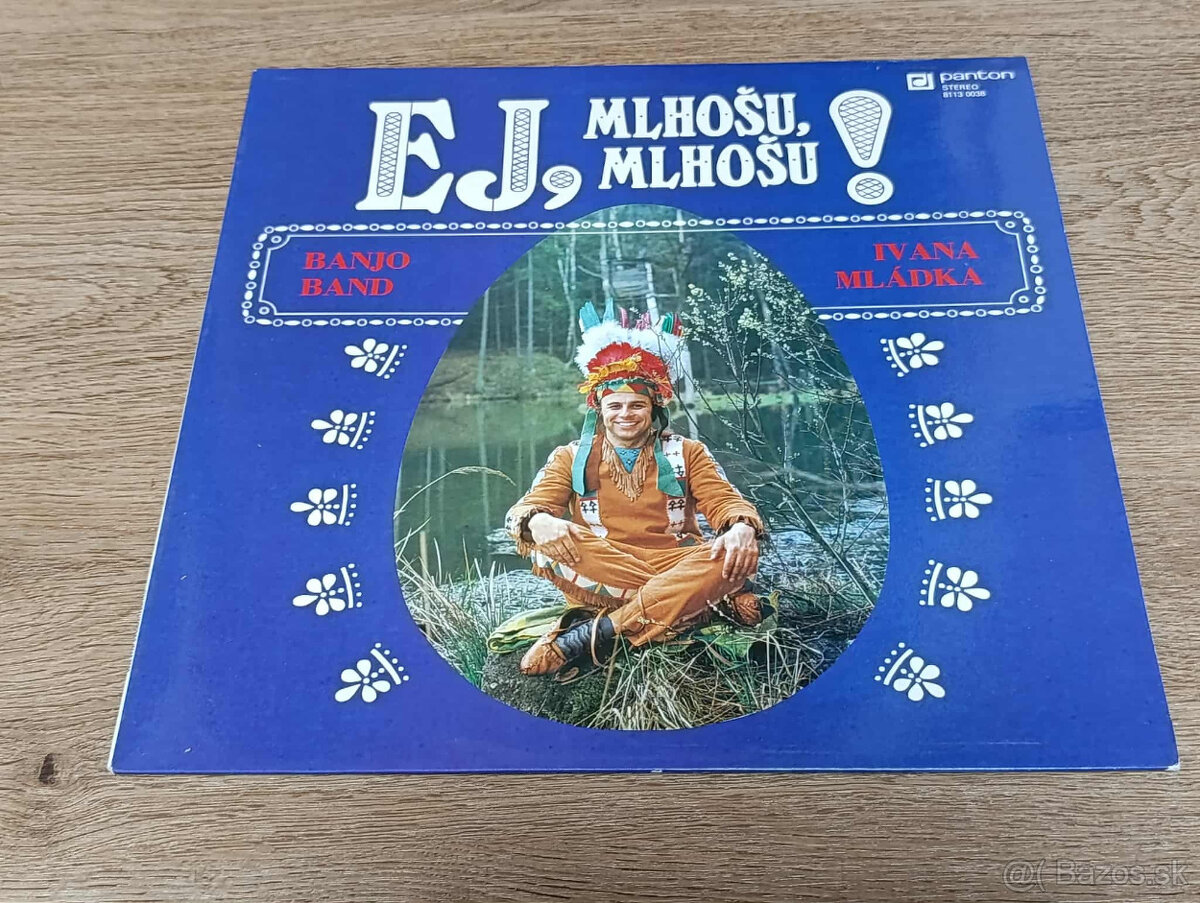 panton
STEREO
8113 0038
EJ, MLHOŠU,
MLHOŠU!
BANJO
BAND
IVANA
MLÁDKA
@( Bazos.sk